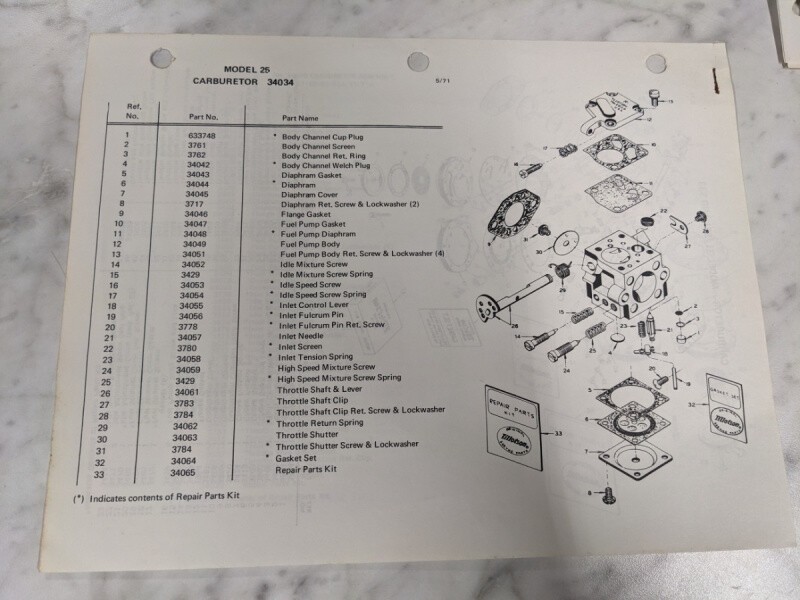 MODEL 25
CARBURETOR 34034
5/71
Ref. No. Part No. Part Name
1 633748 * Body Channel Cup Plug
2 3761 Body Channel Screen
3 3762 Body Channel Ret, Ring
4 34042 * Body Channel Welch Plug
5 34043 Diaphram Gasket
6 34044 * Diaphram
7 34045 Diaphram Cover
8 3717 Diaphram Ret, Screw & Lockwasher (2)
9 34046 Flange Gasket
10 34047 Fuel Pump Gasket
11 34048 * Fuel Pump Diaphram
12 34049 Fuel Pump Body
13 34051 Fuel Pump Body Ret, Screw & Lockwasher (4)
14 34052 Idle Mixture Screw
15 3429 * Idle Mixture Screw Spring
16 34053 * Idle Speed Screw
17 34054 * Idle Speed Screw Spring
18 34055 * Inlet Control Lever
19 34056 * Inlet Fulcrum Pin
20 3778 * Inlet Fulcrum Pin Ret, Screw
21 34057 Inlet Needle
22 3780 * Inlet Screen
23 34058 * Inlet Tension Spring
24 34059 High Speed Mixture Screw
25 3429 * High Speed Mixture Screw Spring
26 34061 Throttle Shaft & Lever
27 3783 Throttle Shaft Clip
28 3784 Throttle Shaft Clip Ret. Screw & Lockwasher
29 34062 * Throttle Return Spring
30 34063 Throttle Shutter
31 3784 * Throttle Shutter Screw & Lockwasher
32 34064 * Gasket Set
33 34065 Repair Parts Kit
(*) Indicates contents of Repair Parts Kit
REPAIR PARTS
KIT
GASKET SET